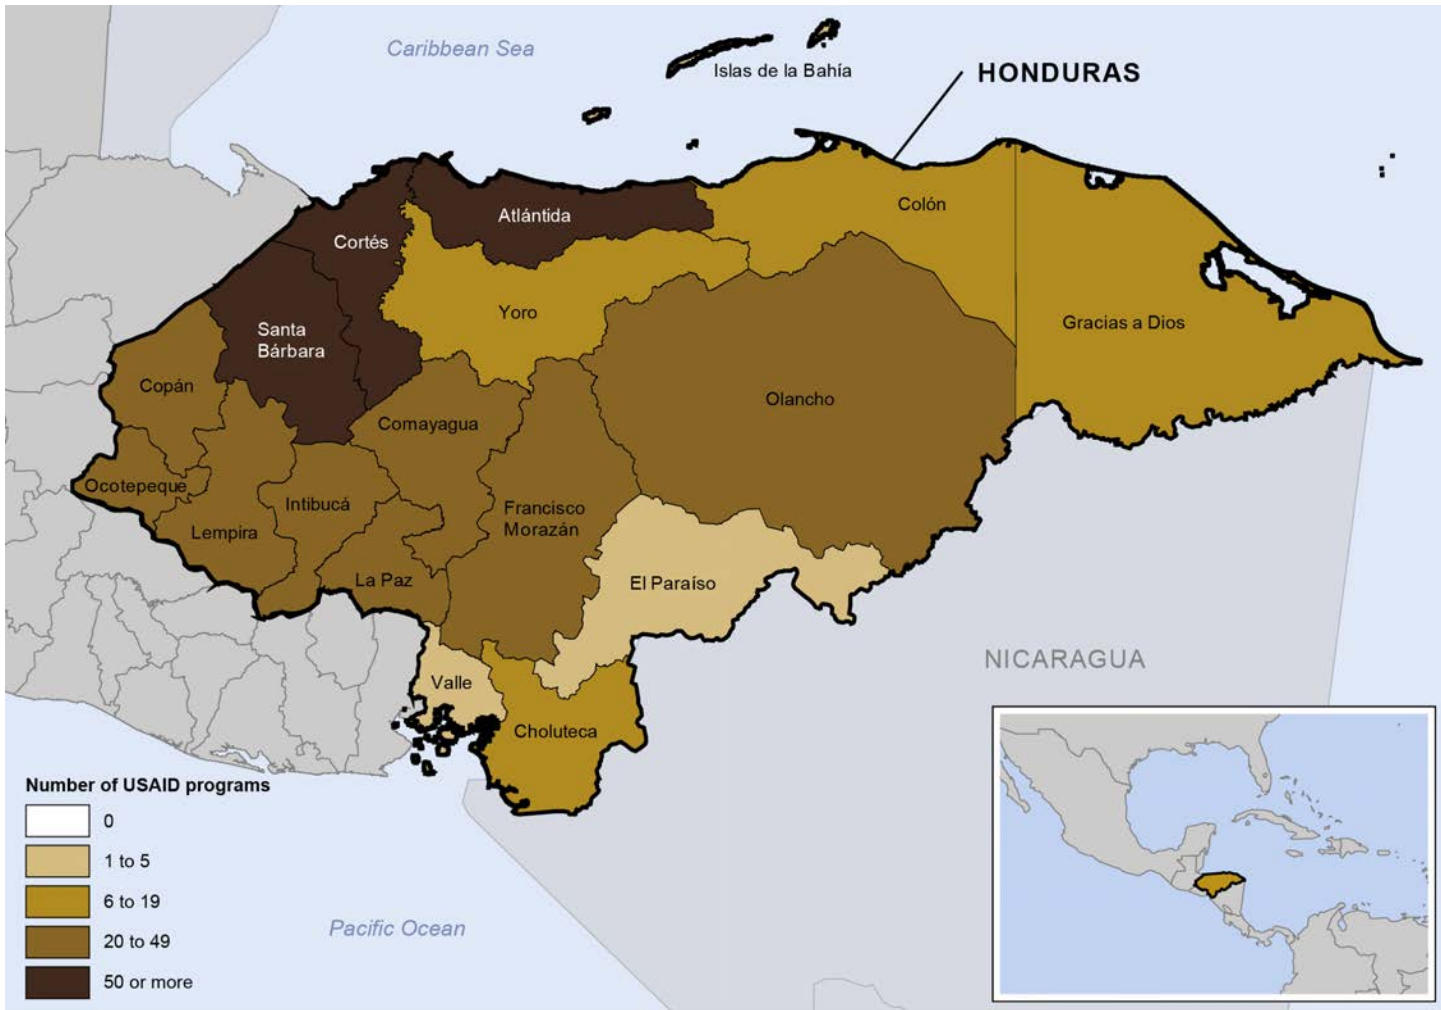 Caribbean Sea
Islas de la Bahía
HONDURAS
Atlántida
Colón
Cortés
Yoro
Gracias a Dios
Santa
Bárbara
Copán
Olancho
Comayagua
Ocotepeque
Intibucá
Francisco
Morazán
Lempira
La Paz
El Paraíso
NICARAGUA
Valle
Choluteca
Number of USAID programs
0
1 to 5
6 to 19
20 to 49
50 or more
Pacific Ocean